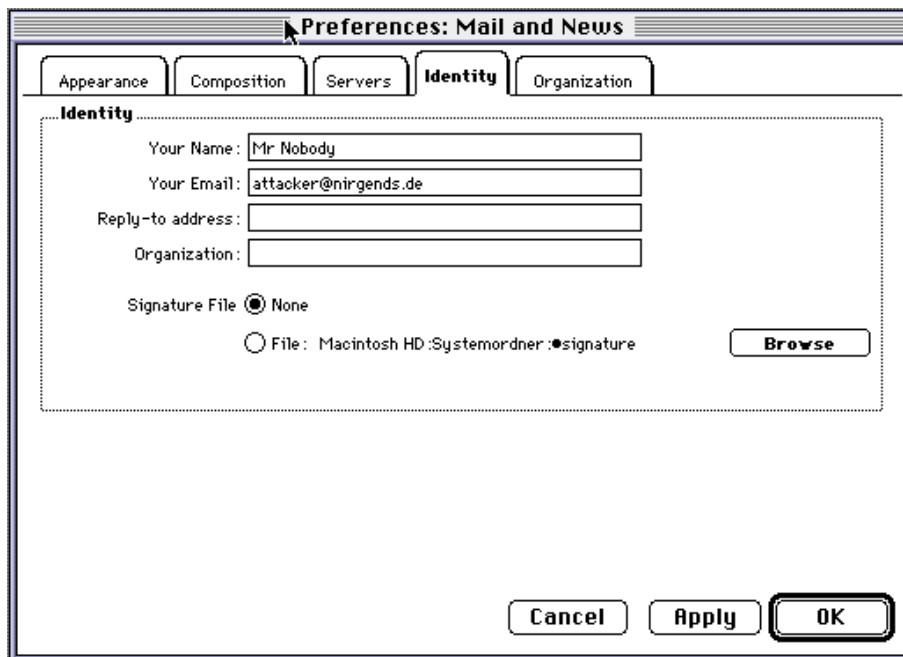 Preferences: Mail and News
Appearance Composition Servers Identity Organization
Identity
Your Name: Mr Nobody
Your Email: attacker@nirgends.de
Reply-to address:
Organization:
Signature File None
File: Macintosh HD:Systemordner:●signature Browse
Cancel Apply OK